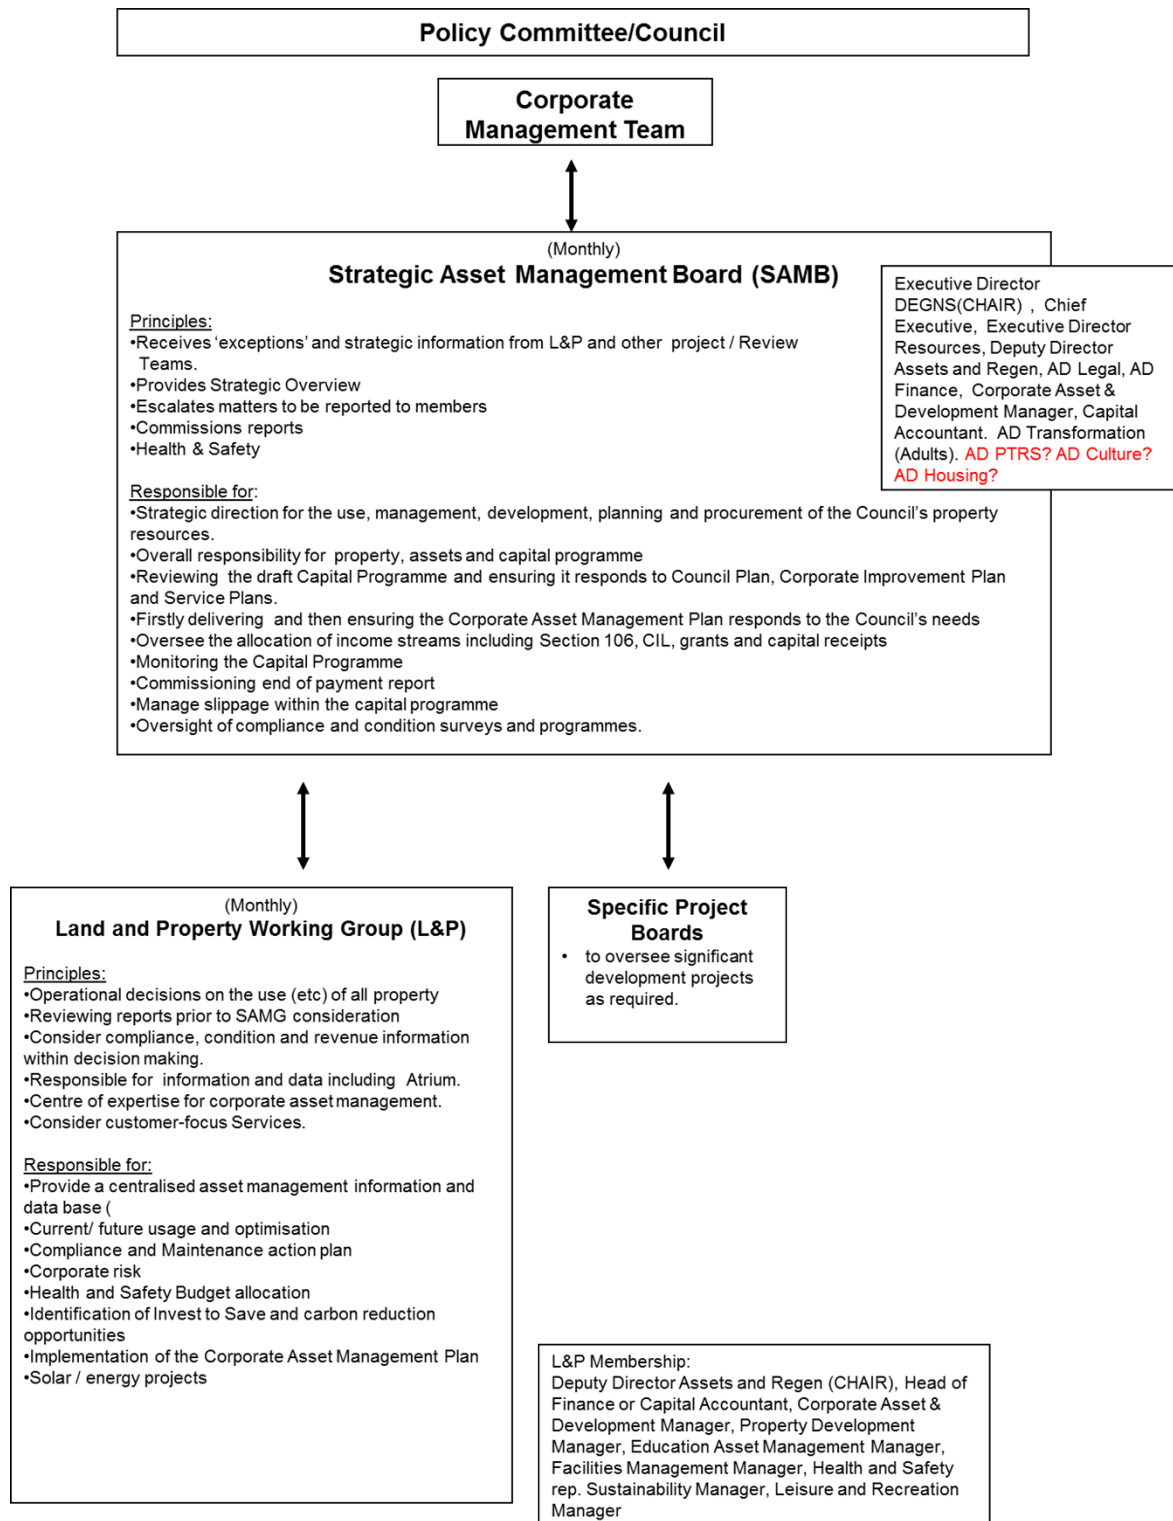 Policy Committee/Council
Corporate
Management Team
(Monthly)
Strategic Asset Management Board (SAMB)
Principles:
•Receives ‘exceptions’ and strategic information from L&P and other project / Review
Teams.
•Provides Strategic Overview
•Escalates matters to be reported to members
•Commissions reports
•Health & Safety
Responsible for:
•Strategic direction for the use, management, development, planning and procurement of the Council’s property
resources.
•Overall responsibility for property, assets and capital programme
•Reviewing the draft Capital Programme and ensuring it responds to Council Plan, Corporate Improvement Plan
and Service Plans.
•Firstly delivering and then ensuring the Corporate Asset Management Plan responds to the Council’s needs
•Oversee the allocation of income streams including Section 106, CIL, grants and capital receipts
•Monitoring the Capital Programme
•Commissioning end of payment report
•Manage slippage within the capital programme
•Oversight of compliance and condition surveys and programmes.
Executive Director
DEGNS(CHAIR) , Chief
Executive, Executive Director
Resources, Deputy Director
Assets and Regen, AD Legal, AD
Finance, Corporate Asset &
Development Manager, Capital
Accountant. AD Transformation
(Adults). AD PTRS? AD Culture?
AD Housing?
(Monthly)
Land and Property Working Group (L&P)
Principles:
•Operational decisions on the use (etc) of all property
•Reviewing reports prior to SAMG consideration
•Consider compliance, condition and revenue information
within decision making.
•Responsible for information and data including Atrium.
•Centre of expertise for corporate asset management.
•Consider customer-focus Services.
Responsible for:
•Provide a centralised asset management information and
data base (
•Current/ future usage and optimisation
•Compliance and Maintenance action plan
•Corporate risk
•Health and Safety Budget allocation
•Identification of Invest to Save and carbon reduction
opportunities
•Implementation of the Corporate Asset Management Plan
•Solar / energy projects
Specific Project
Boards
• to oversee significant
development projects
as required.
L&P Membership:
Deputy Director Assets and Regen (CHAIR), Head of
Finance or Capital Accountant, Corporate Asset &
Development Manager, Property Development
Manager, Education Asset Management Manager,
Facilities Management Manager, Health and Safety
rep. Sustainability Manager, Leisure and Recreation
Manager